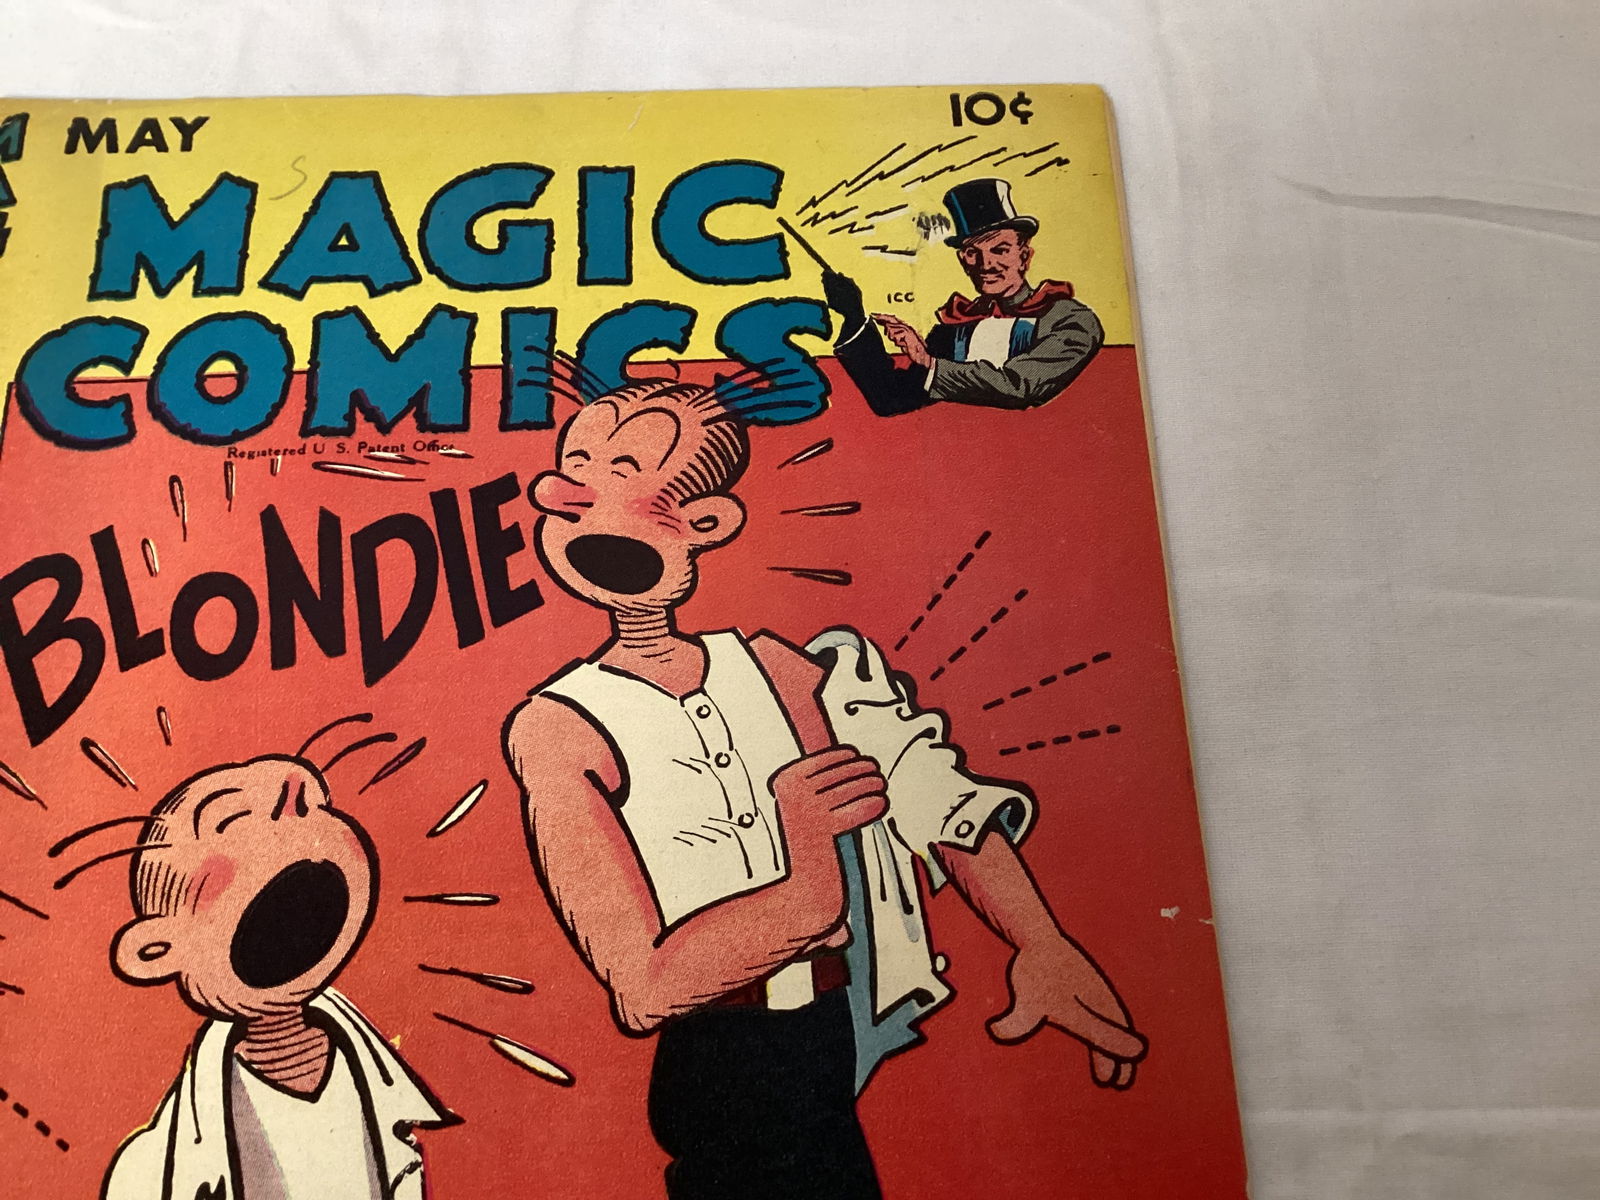 MAY
10¢
S
MAGIC
COMICS
ICC
Registered U. S. Patent Office
BLONDIE